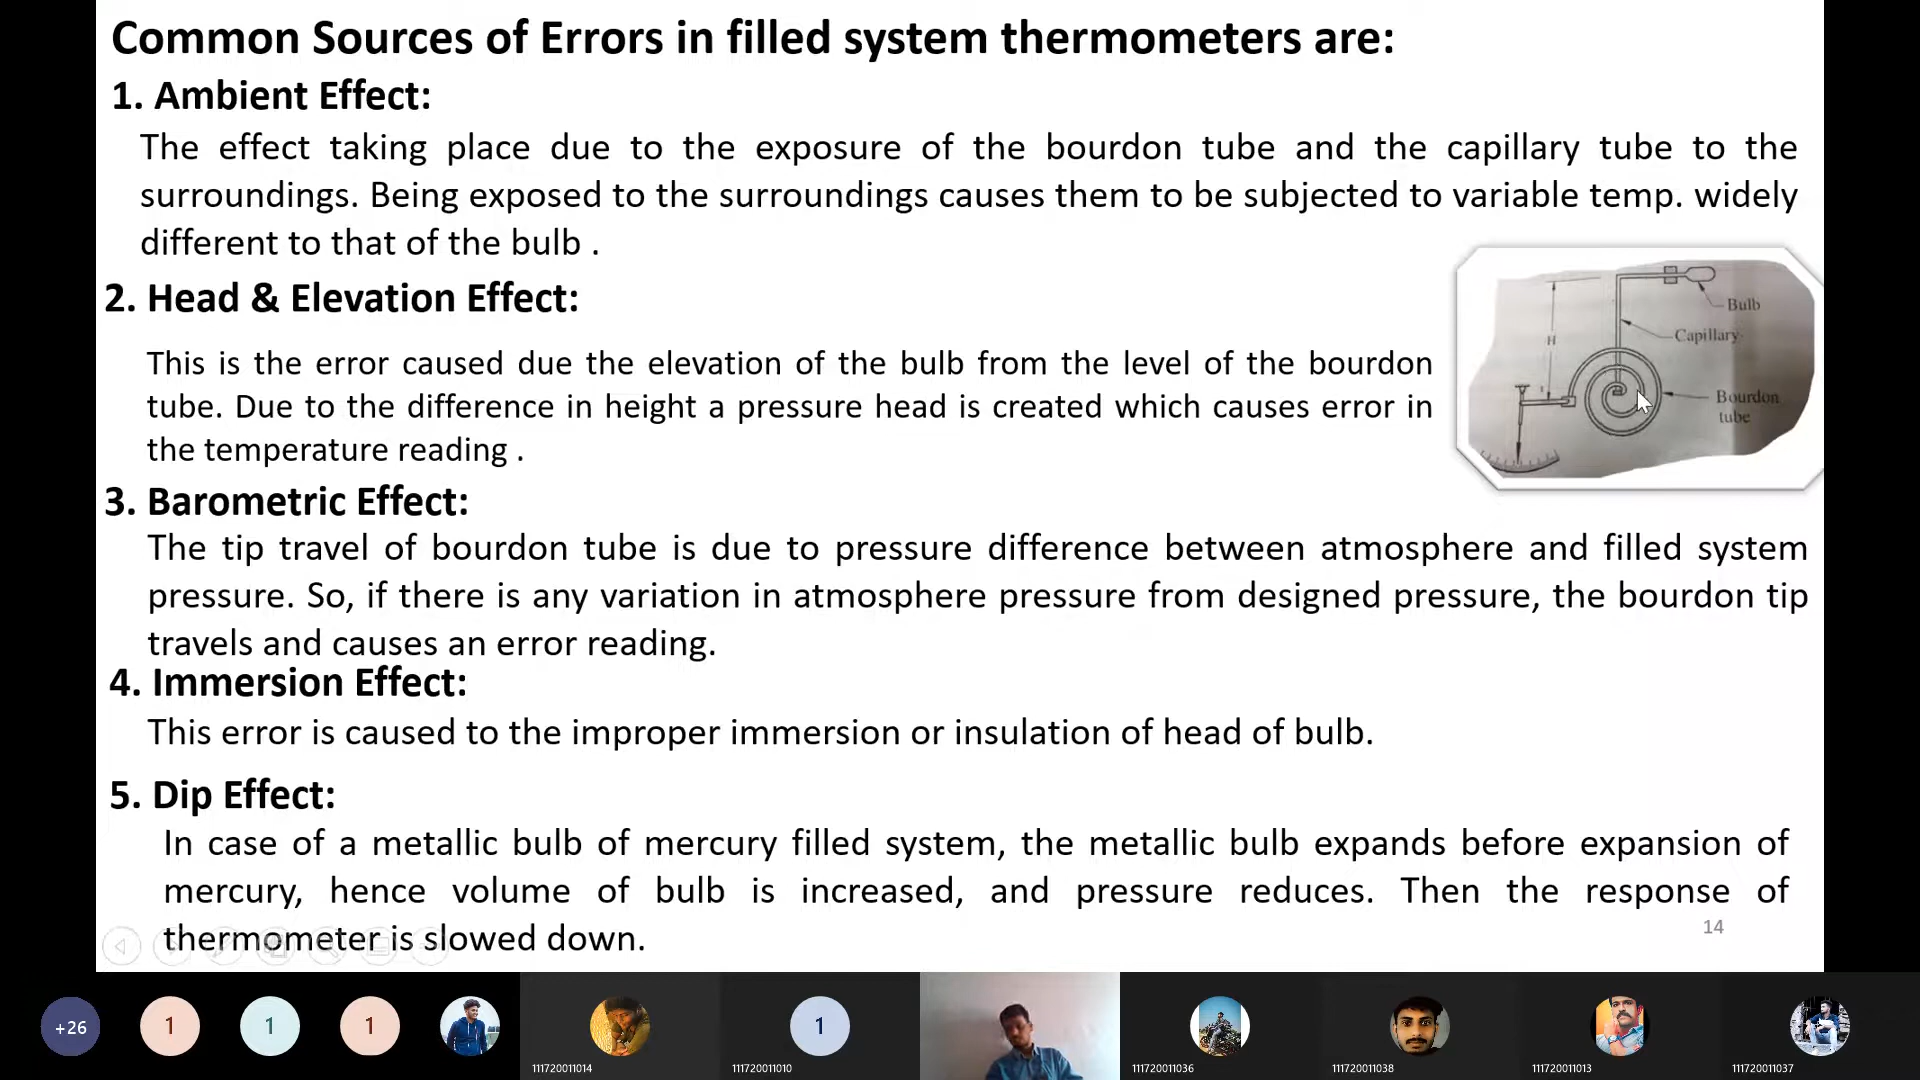 Common Sources of Errors in filled system thermometers are:
1. Ambient Effect:
The effect taking place due to the exposure of the bourdon tube and the capillary tube to the
surroundings. Being exposed to the surroundings causes them to be subjected to variable temp. widely
different to that of the bulb .
2. Head & Elevation Effect:
This is the error caused due the elevation of the bulb from the level of the bourdon
tube. Due to the difference in height a pressure head is created which causes error in
the temperature reading .
Bulb
Capillary
H
Bourdon
tube
3. Barometric Effect:
The tip travel of bourdon tube is due to pressure difference between atmosphere and filled system
pressure. So, if there is any variation in atmosphere pressure from designed pressure, the bourdon tip
travels and causes an error reading.
4. Immersion Effect:
This error is caused to the improper immersion or insulation of head of bulb.
5. Dip Effect:
In case of a metallic bulb of mercury filled system, the metallic bulb expands before expansion of
mercury, hence volume of bulb is increased, and pressure reduces. Then the response of
thermometer is slowed down.
14
+26
1
1
1
1
111720011014
111720011010
111720011036
111720011038
111720011013
111720011037